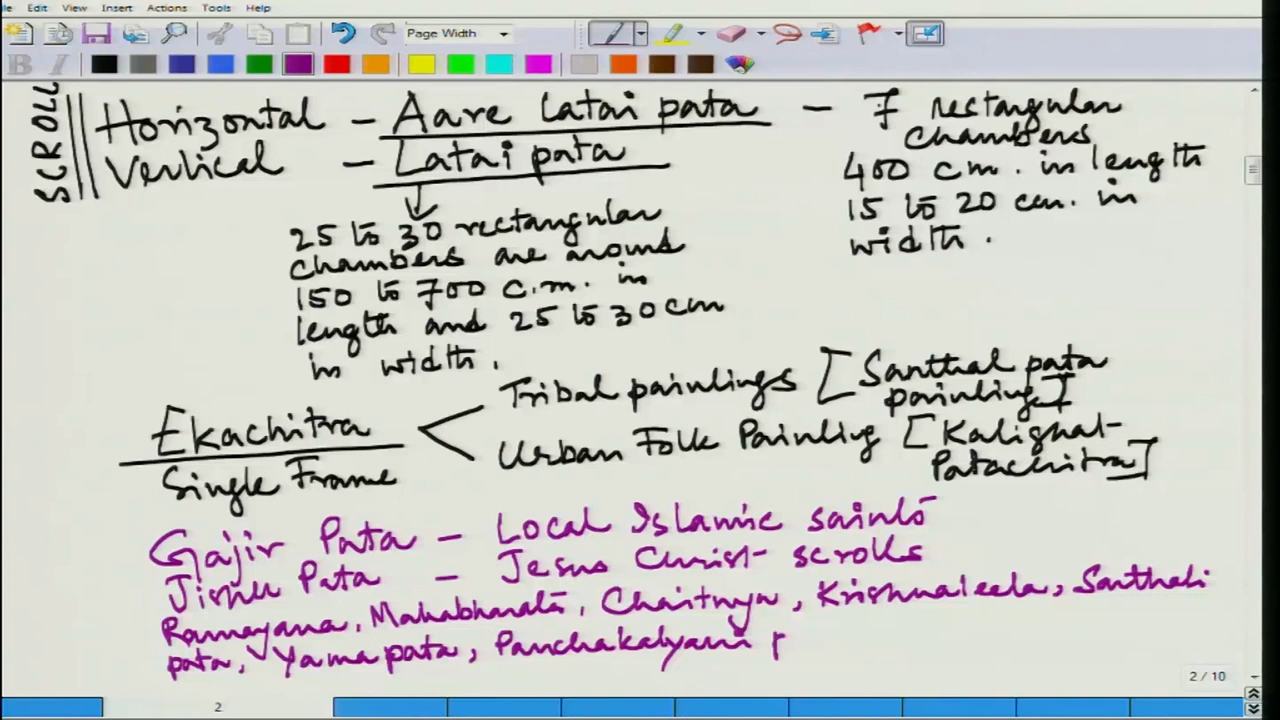 File Edit View Insert Actions Tools Help
Page Width
B I
SCROLL
Horizontal - Aare Latai pata - 7 rectangular chambers
Vertical - Latai pata
400 c.m. in length
15 to 20 cm. in
width.
25 to 30 rectangular
chambers are around
150 to 700 c.m. in
length and 25 to 30 cm
in width.
Ekachitra
Single Frame
Tribal paintings [Santhal pata
painting]
Urban Folk Painting [Kalighat-
Patachitra]
Gajir Pata - Local Islamic saints
Jishu Pata - Jesus Christ scrolls
Ramayana, Mahabharata, Chaitnya, Krishnaleela, Santhali
pata, Yama pata, Panchakalyani p
2 / 10
2